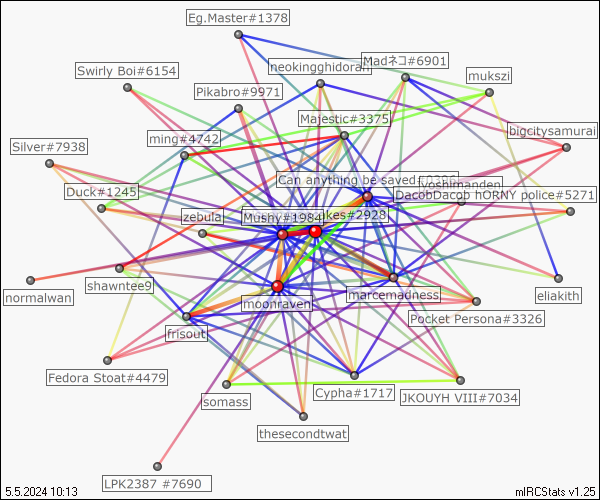 Eg.Master#1378
Madネコ#6901
neokingghidorah
Swirly Boi#6154
mukszi
Pikabro#9971
Majestic#3375
bigcitysamurai
ming#4742
Silver#7938
Can anything be saved
yoshimanden
Duck#1245
DacobDacob hORNY police#5271
zebula
Mushy#1984
kes#2928
shawntee9
normalwan
marcemadness
eliakith
moonraven
Pocket Persona#3326
frisout
Fedora Stoat#4479
Cypha#1717
JKOUYH VIII#7034
somass
thesecondtwat
LPK2387 #7690
5.5.2024 10:13
mIRCStats v1.25